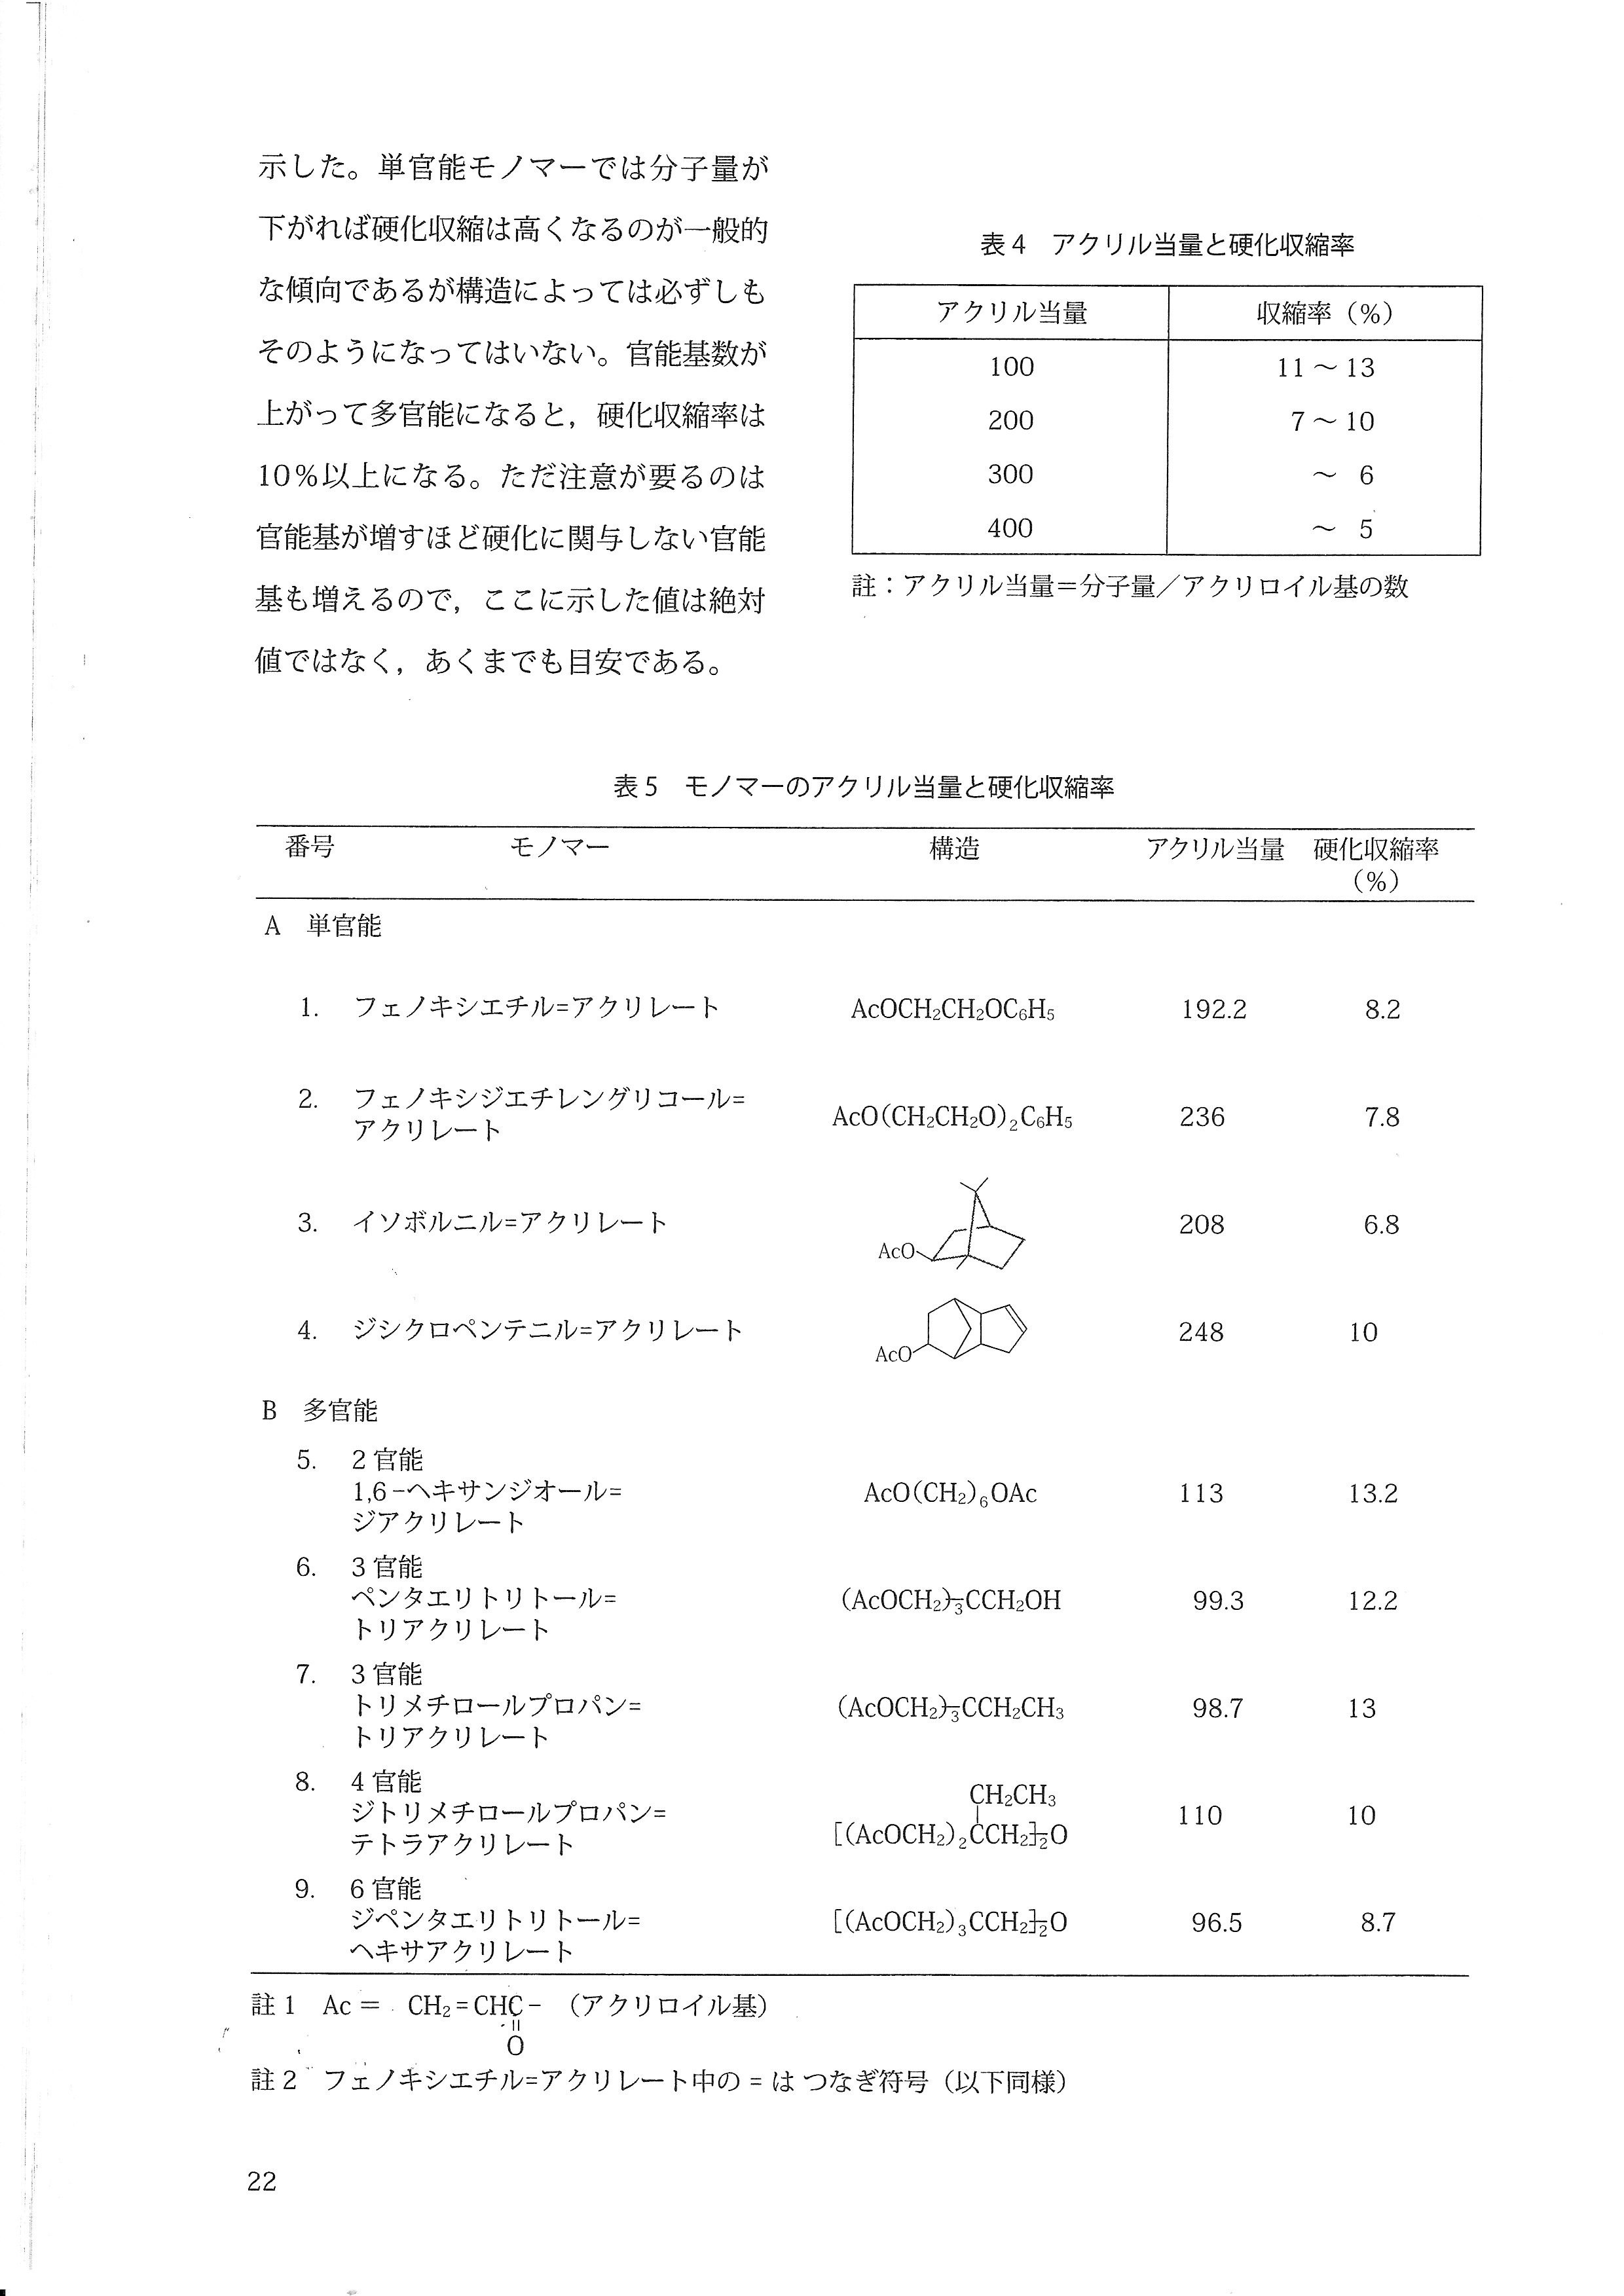 示した。単官能モノマーでは分子量が
下がれば硬化収縮は高くなるのが一般的
な傾向であるが構造によっては必ずしも
そのようになってはいない。官能基数が
上がって多官能になると，硬化収縮率は
10％以上になる。ただ注意が要るのは
官能基が増すほど硬化に関与しない官能
基も増えるので，ここに示した値は絶対
値ではなく，あくまでも目安である。
表4　アクリル当量と硬化収縮率
アクリル当量　収縮率（％）
100　11～13
200　7～10
300　～ 6
400　～ 5
註：アクリル当量＝分子量／アクリロイル基の数
表5　モノマーのアクリル当量と硬化収縮率
番号　モノマー　構造　アクリル当量　硬化収縮率
（％）
A　単官能
1.　フェノキシエチル=アクリレート　AcOCH₂CH₂OC₆H₅　192.2　8.2
2.　フェノキシジエチレングリコール=
アクリレート　AcO(CH₂CH₂O)₂C₆H₅　236　7.8
3.　イソボルニル=アクリレート　AcO　208　6.8
4.　ジシクロペンテニル=アクリレート　AcO　248　10
B　多官能
5.　2官能
1,6-ヘキサンジオール=　AcO(CH₂)₆OAc　113　13.2
ジアクリレート
6.　3官能
ペンタエリトリトール=　(AcOCH₂)₃CCH₂OH　99.3　12.2
トリアクリレート
7.　3官能
トリメチロールプロパン=　(AcOCH₂)₃CCH₂CH₃　98.7　13
トリアクリレート
8.　4官能　CH₂CH₃
ジトリメチロールプロパン=　[(AcOCH₂)₂CCH₂]₂O　110　10
テトラアクリレート
9.　6官能
ジペンタエリトリトール=　[(AcOCH₂)₃CCH₂]₂O　96.5　8.7
ヘキサアクリレート
註1　Ac＝ CH₂=CHC-　（アクリロイル基）
O
註2　フェノキシエチル=アクリレート中の = は つなぎ符号（以下同様）
22